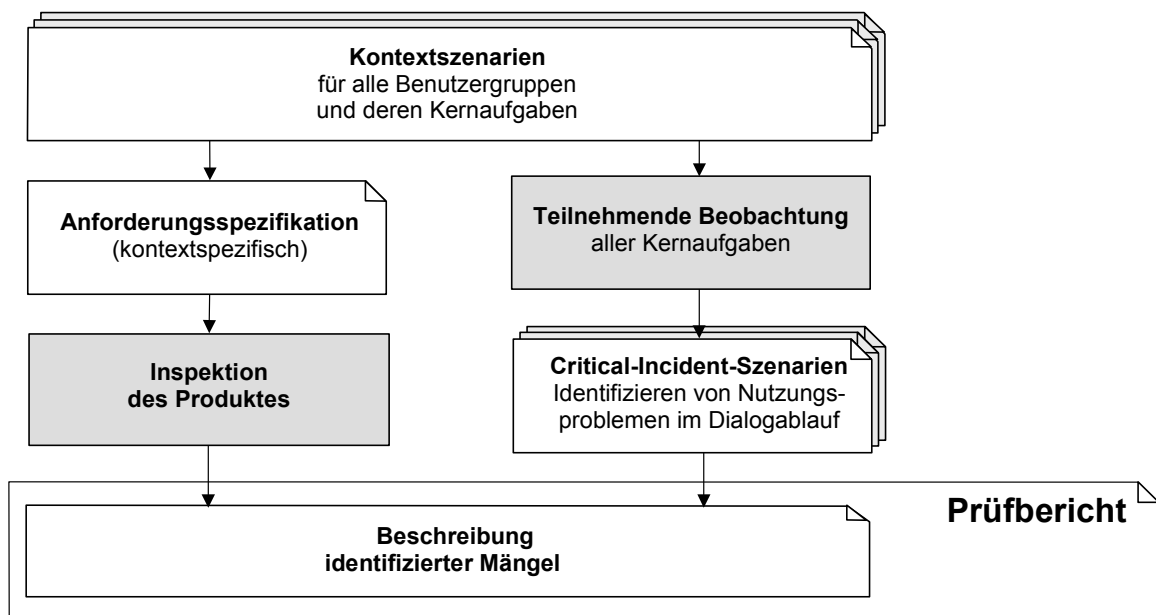 Kontextszenarien
für alle Benutzergruppen
und deren Kernaufgaben
Anforderungsspezifikation
(kontextspezifisch)
Teilnehmende Beobachtung
aller Kernaufgaben
Inspektion
des Produktes
Critical-Incident-Szenarien
Identifizieren von Nutzungs-
problemen im Dialogablauf
Prüfbericht
Beschreibung
identifizierter Mängel